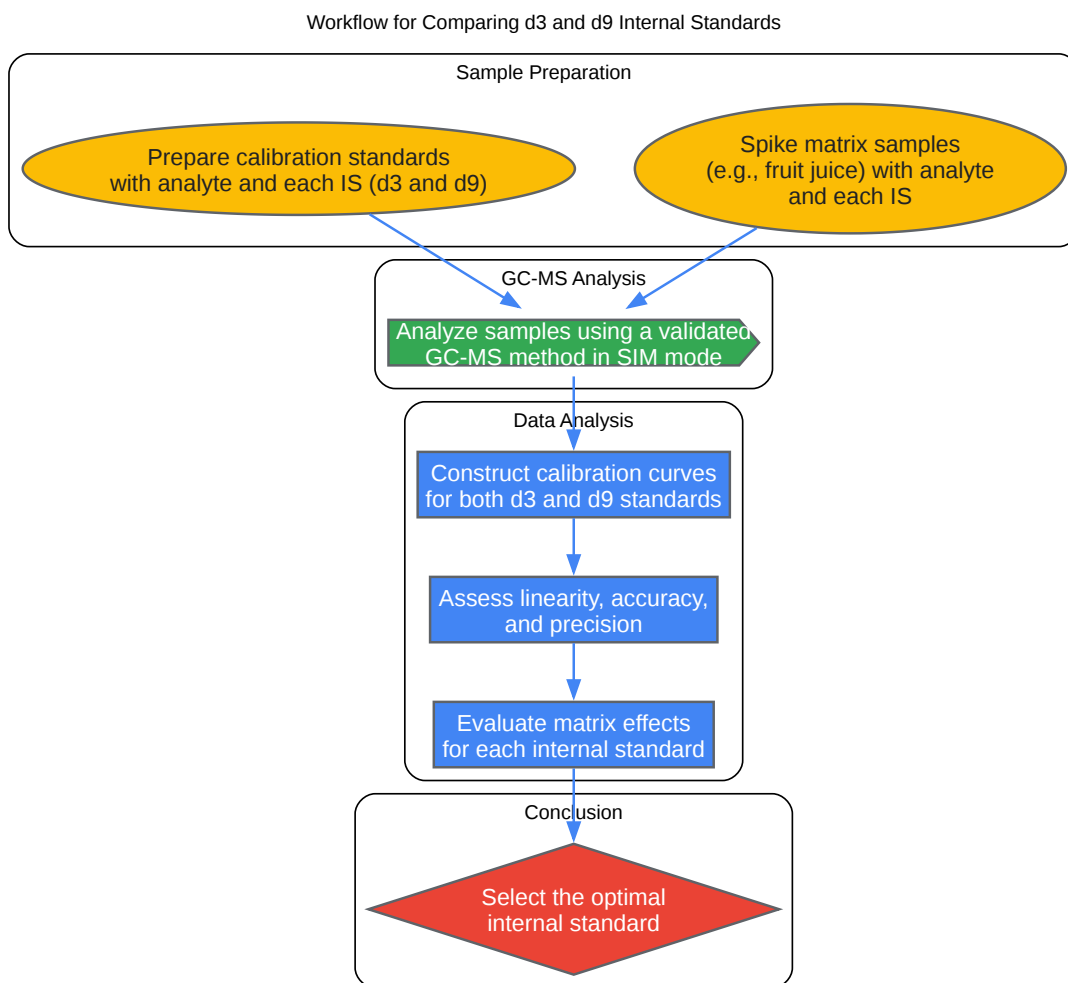 Workflow for Comparing d3 and d9 Internal Standards
Sample Preparation
Prepare calibration standards
with analyte and each IS (d3 and d9)
Spike matrix samples
(e.g., fruit juice) with analyte
and each IS
GC-MS Analysis
Analyze samples using a validated
GC-MS method in SIM mode
Data Analysis
Construct calibration curves
for both d3 and d9 standards
Assess linearity, accuracy,
and precision
Evaluate matrix effects
for each internal standard
Conclusion
Select the optimal
internal standard